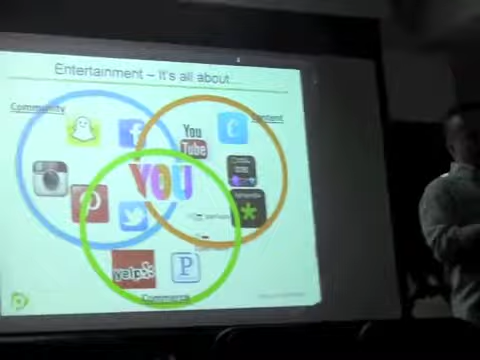 Entertainment – It's all about
Community
Content
f
You
Tube
C
YOU
yelp
P
Commerce